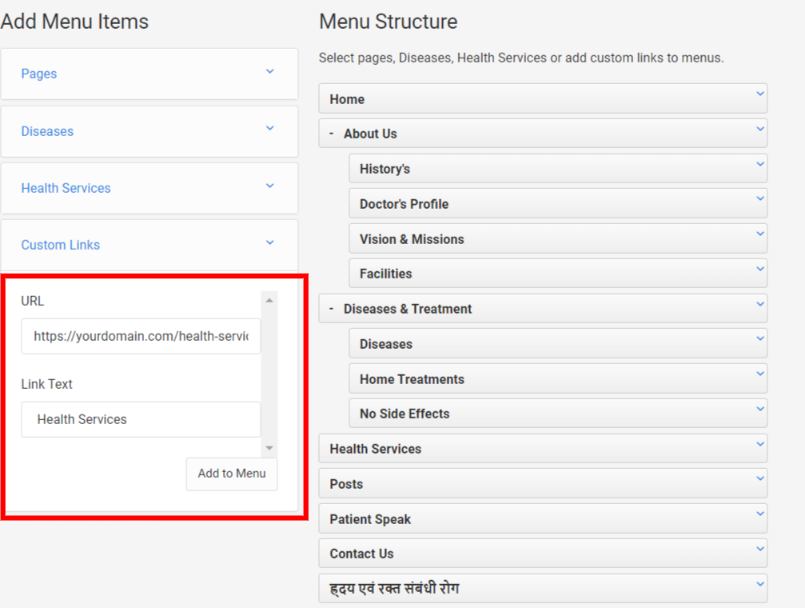 Add Menu Items
Pages
Diseases
Health Services
Custom Links
URL
https://yourdomain.com/health-servic
Link Text
Health Services
Add to Menu
Menu Structure
Select pages, Diseases, Health Services or add custom links to menus.
Home
- About Us
History's
Doctor's Profile
Vision & Missions
Facilities
- Diseases & Treatment
Diseases
Home Treatments
No Side Effects
Health Services
Posts
Patient Speak
Contact Us
हृदय एवं रक्त संबंधी रोग